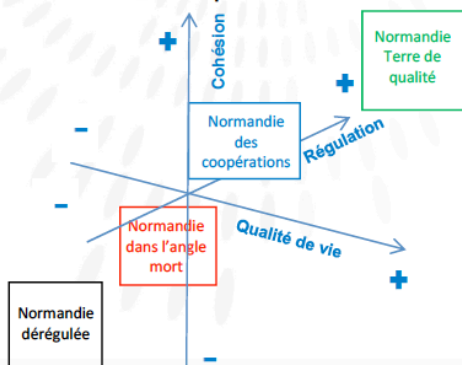 Normandie
Terre de
qualité
+
Cohésion
+
Normandie
des
coopérations
Régulation
-
-
Normandie
dans l'angle
mort
Qualité de vie
+
Normandie
dérégulée
-